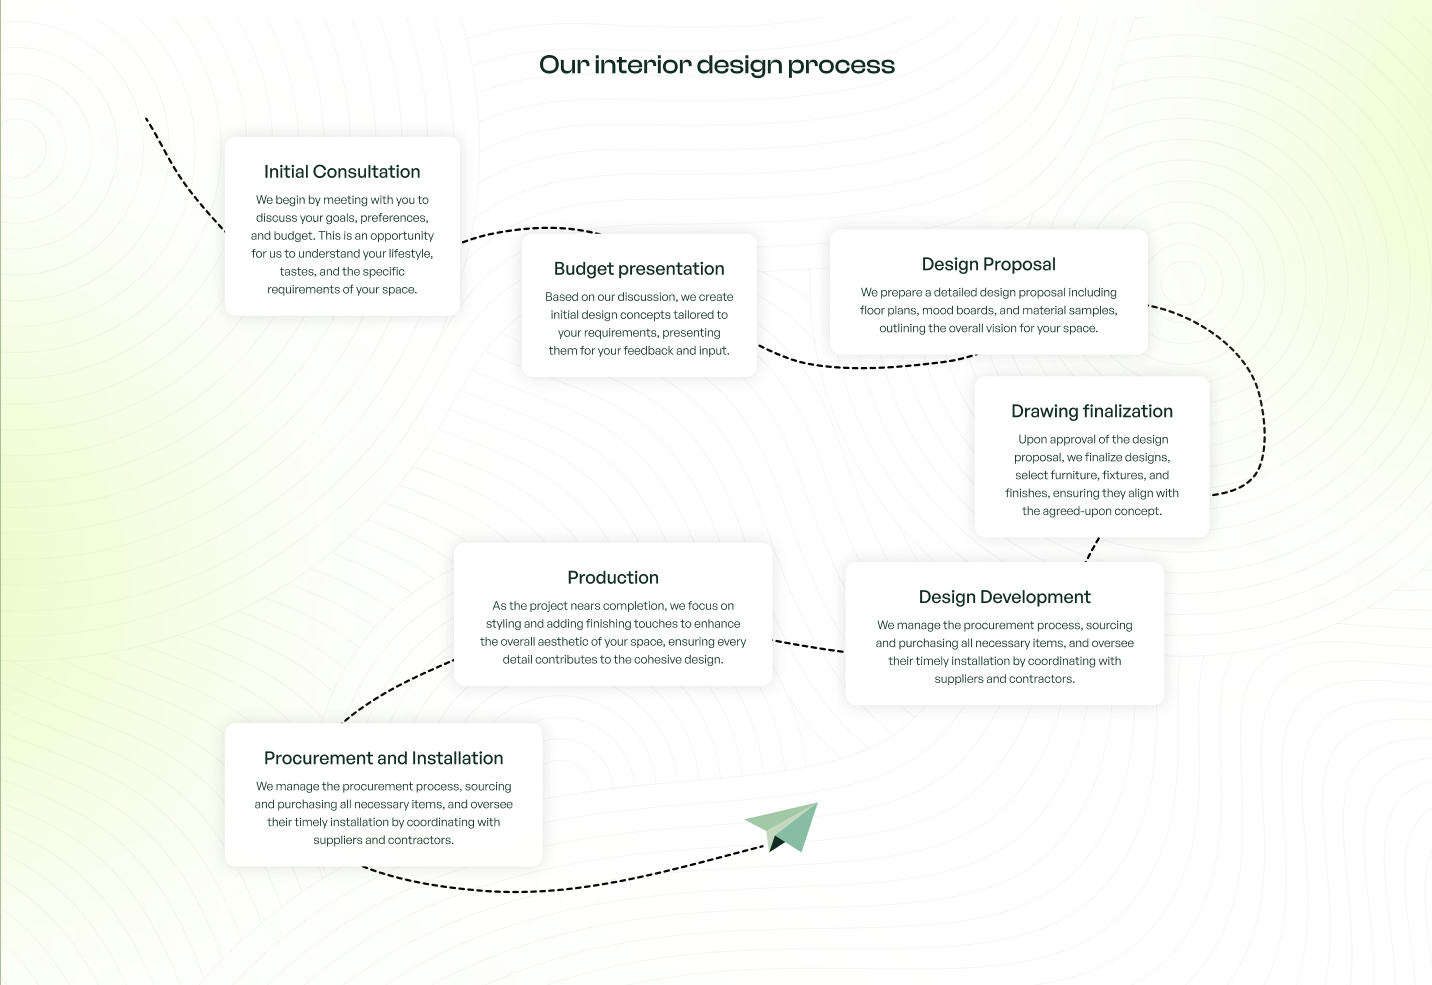 Our interior design process
Initial Consultation
We begin by meeting with you to
discuss your goals, preferences,
and budget. This is an opportunity
for us to understand your lifestyle,
tastes, and the specific
requirements of your space.
Budget presentation
Based on our discussion, we create
initial design concepts tailored to
your requirements, presenting
them for your feedback and input.
Design Proposal
We prepare a detailed design proposal including
floor plans, mood boards, and material samples,
outlining the overall vision for your space.
Drawing finalization
Upon approval of the design
proposal, we finalize designs,
select furniture, fixtures, and
finishes, ensuring they align with
the agreed-upon concept.
Design Development
We manage the procurement process, sourcing
and purchasing all necessary items, and oversee
their timely installation by coordinating with
suppliers and contractors.
Production
As the project nears completion, we focus on
styling and adding finishing touches to enhance
the overall aesthetic of your space, ensuring every
detail contributes to the cohesive design.
Procurement and Installation
We manage the procurement process, sourcing
and purchasing all necessary items, and oversee
their timely installation by coordinating with
suppliers and contractors.